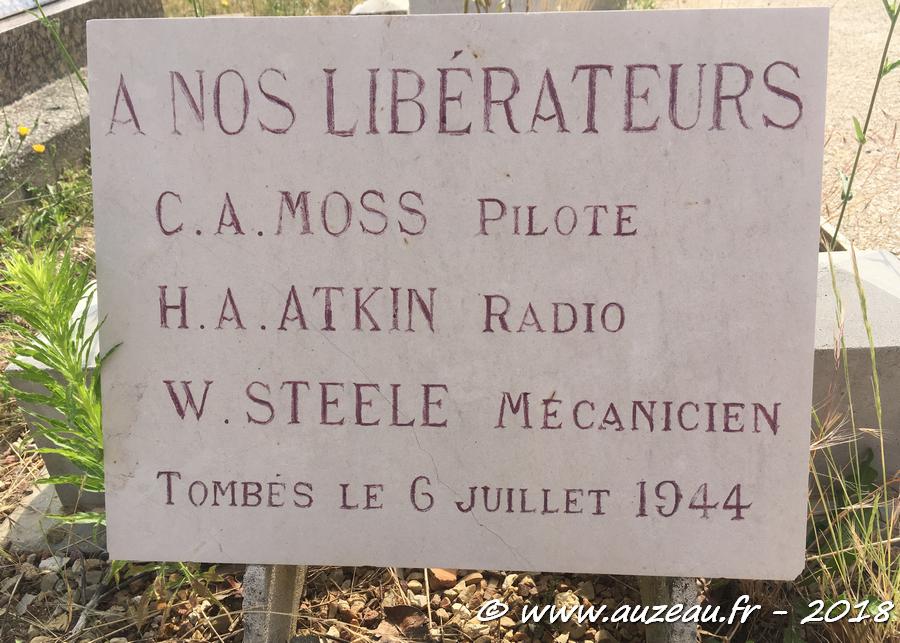 A NOS LIBÉRATEURS
C.A.MOSS PILOTE
H.A.ATKIN RADIO
W.STEELE MÉCANICIEN
TOMBÉS LE 6 JUILLET 1944
© www.auzeau.fr - 2018